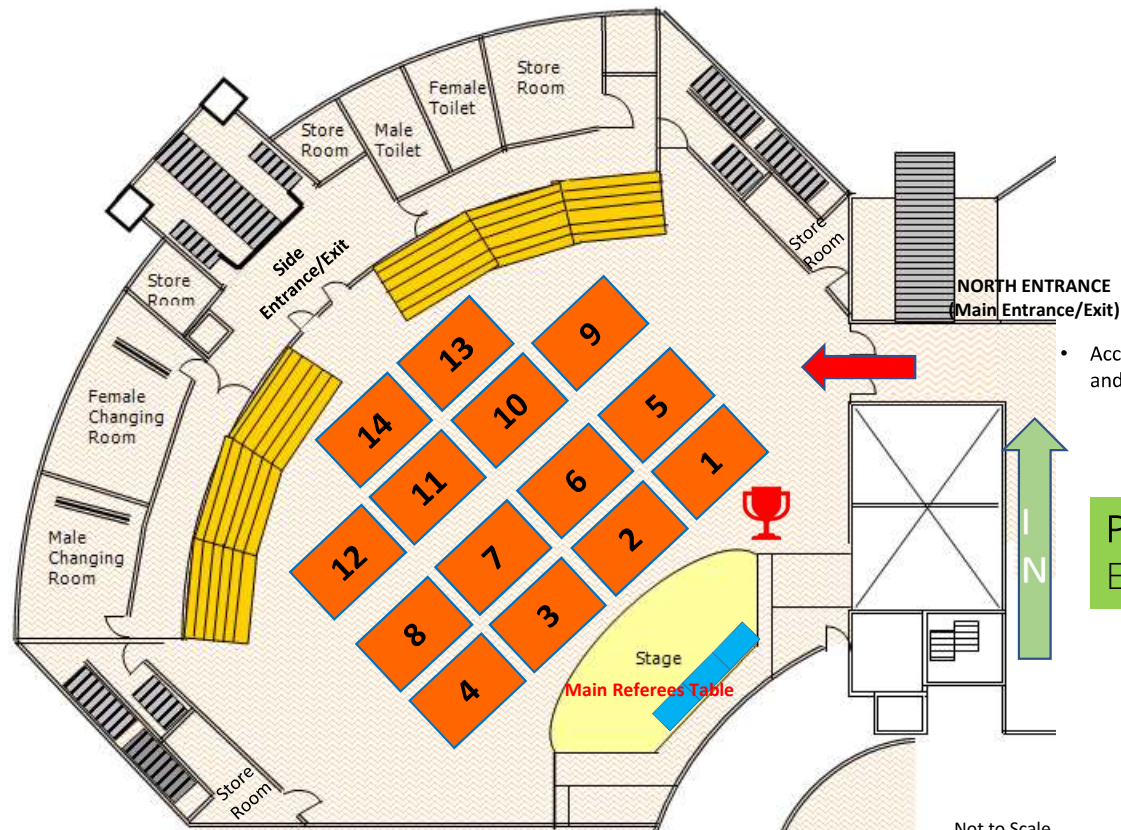 Store
Room
Female
Toilet
Store
Room
Male
Toilet
Store
Room
Side
Entrance/Exit
Store
Room
NORTH ENTRANCE
(Main Entrance/Exit)
• Acc
and
9
13
5
10
14
1
6
11
2
7
12
3
8
4
Female
Changing
Room
Male
Changing
Room
I
N
P
E
Stage
Main Referees Table
Store
Room
Not to Scale